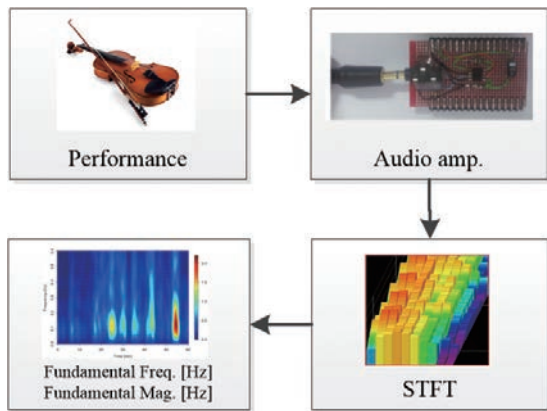 Performance
Audio amp.
STFT
Fundamental Freq. [Hz]
Fundamental Mag. [Hz]